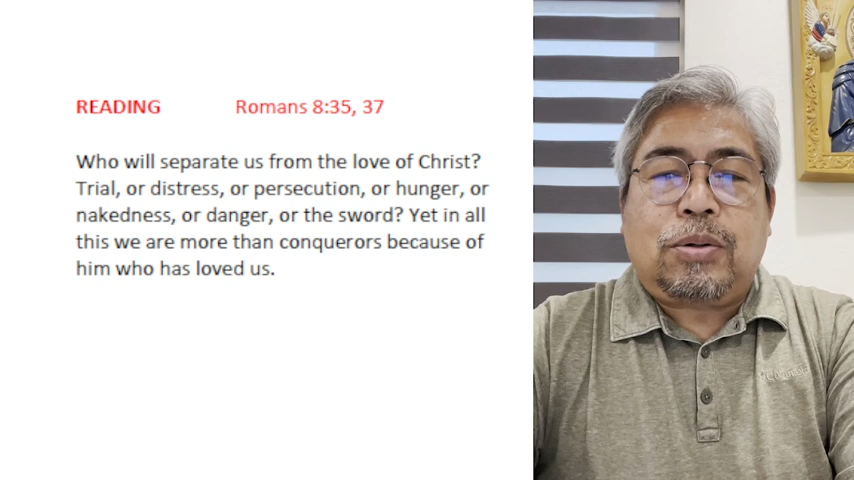 READING Romans 8:35, 37
Who will separate us from the love of Christ?
Trial, or distress, or persecution, or hunger, or
nakedness, or danger, or the sword? Yet in all
this we are more than conquerors because of
him who has loved us.